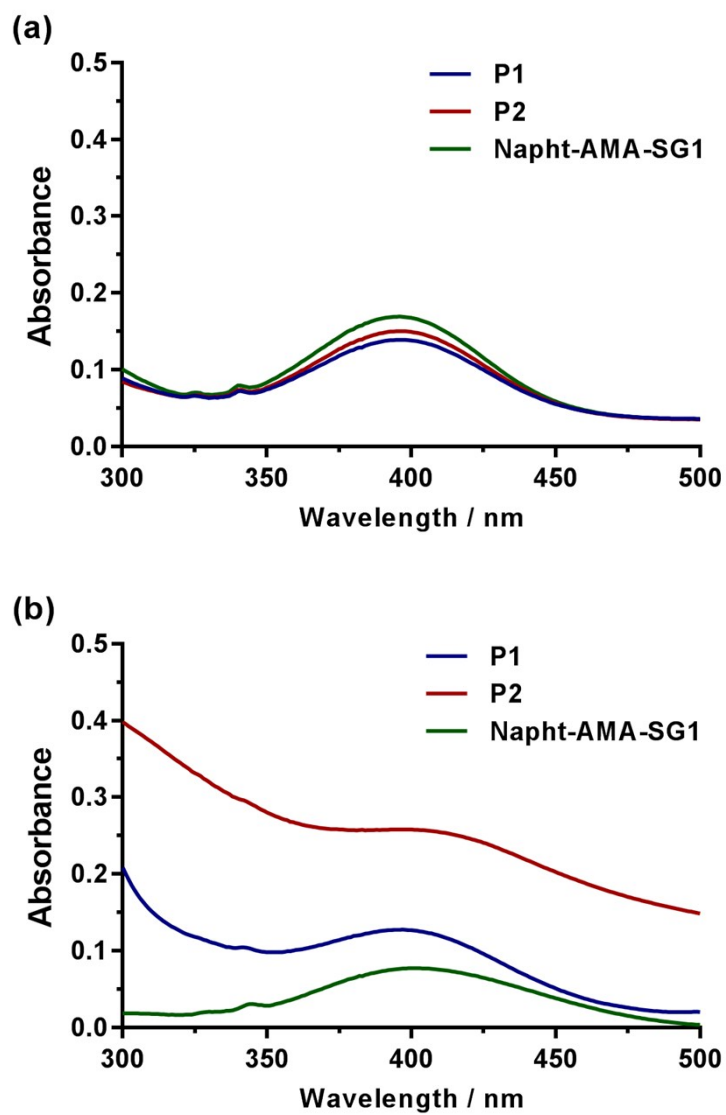 (a)
0.5
0.4
0.3
0.2
0.1
0.0
Absorbance
P1
P2
Napht-AMA-SG1
300 350 400 450 500
Wavelength / nm
(b)
0.5
0.4
0.3
0.2
0.1
0.0
Absorbance
P1
P2
Napht-AMA-SG1
300 350 400 450 500
Wavelength / nm